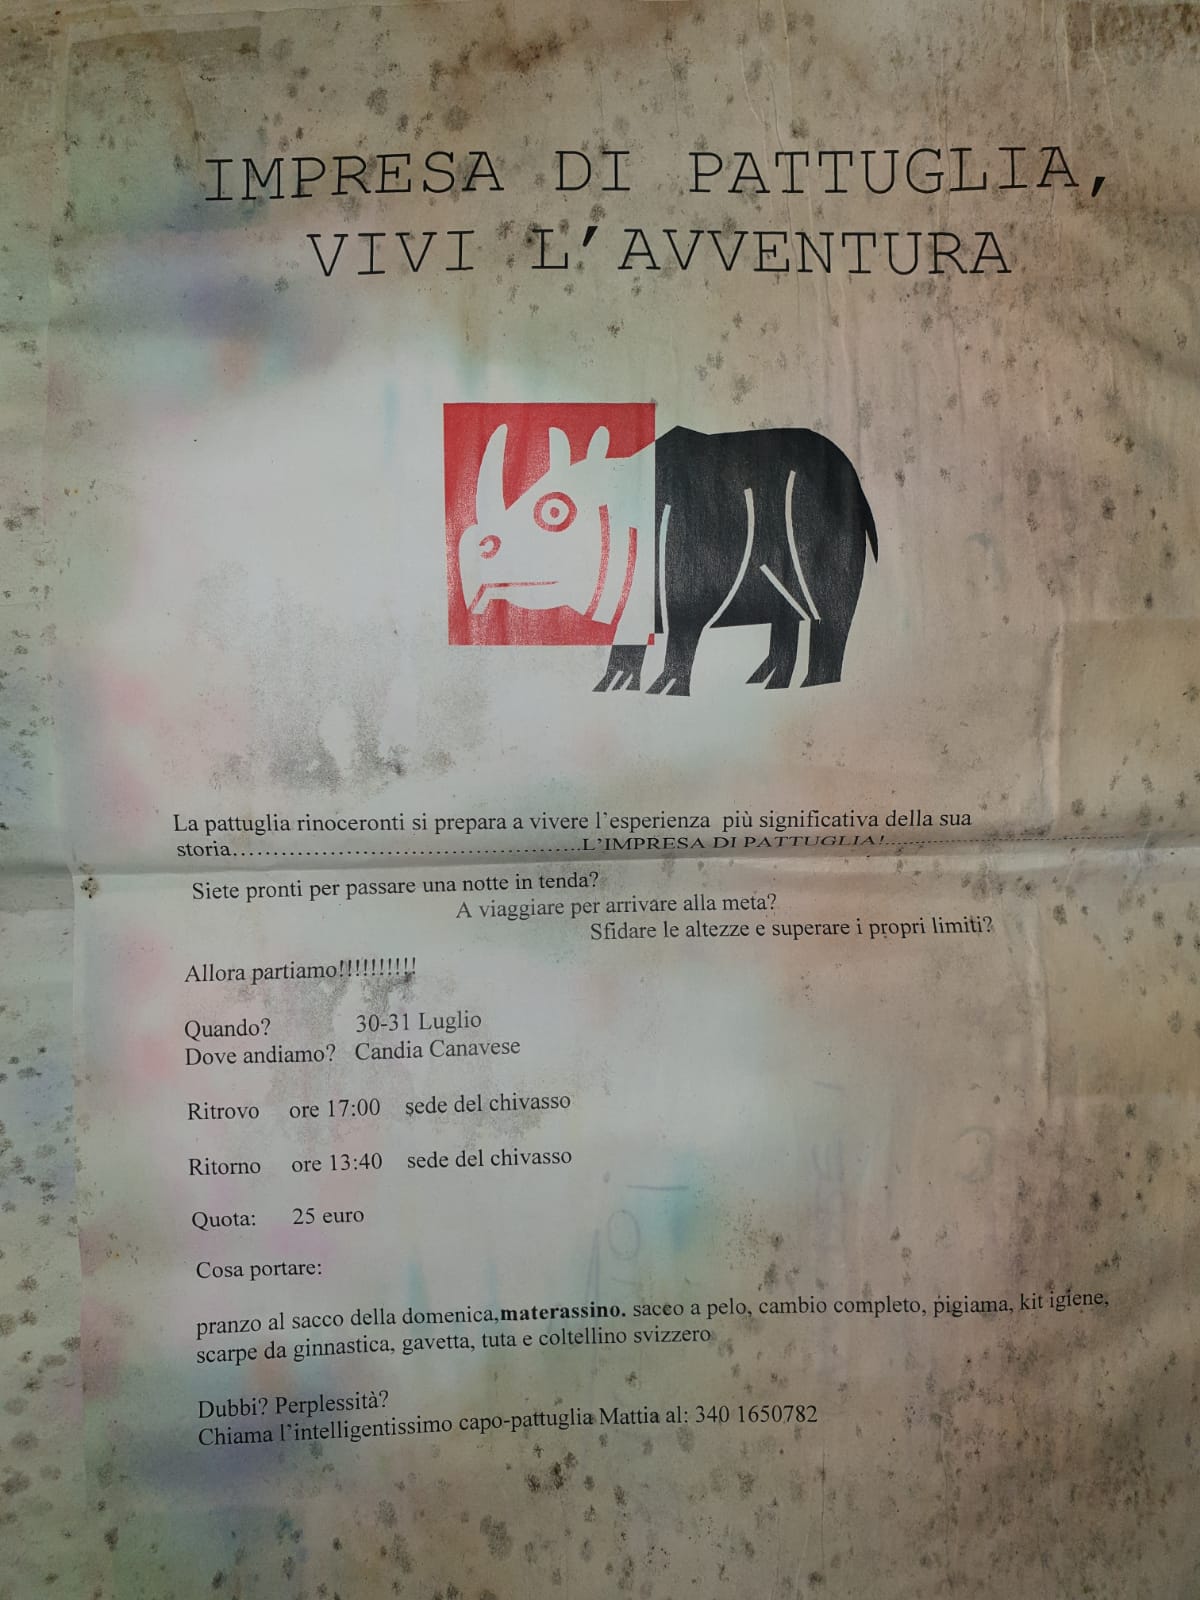 IMPRESA DI PATTUGLIA,
VIVI L'AVVENTURA
La pattuglia rinoceronti si prepara a vivere l'esperienza più significativa della sua
storia……………………………………L'IMPRESA DI PATTUGLIA!...............................
Siete pronti per passare una notte in tenda?
A viaggiare per arrivare alla meta?
Sfidare le altezze e superare i propri limiti?
Allora partiamo!!!!!!!!!!!
Quando? 30-31 Luglio
Dove andiamo? Candia Canavese
Ritrovo ore 17:00 sede del chivasso
Ritorno ore 13:40 sede del chivasso
Quota: 25 euro
Cosa portare:
pranzo al sacco della domenica,materassino. sacco a pelo, cambio completo, pigiama, kit igiene,
scarpe da ginnastica, gavetta, tuta e coltellino svizzero
Dubbi? Perplessità?
Chiama l'intelligentissimo capo-pattuglia Mattia al: 340 1650782